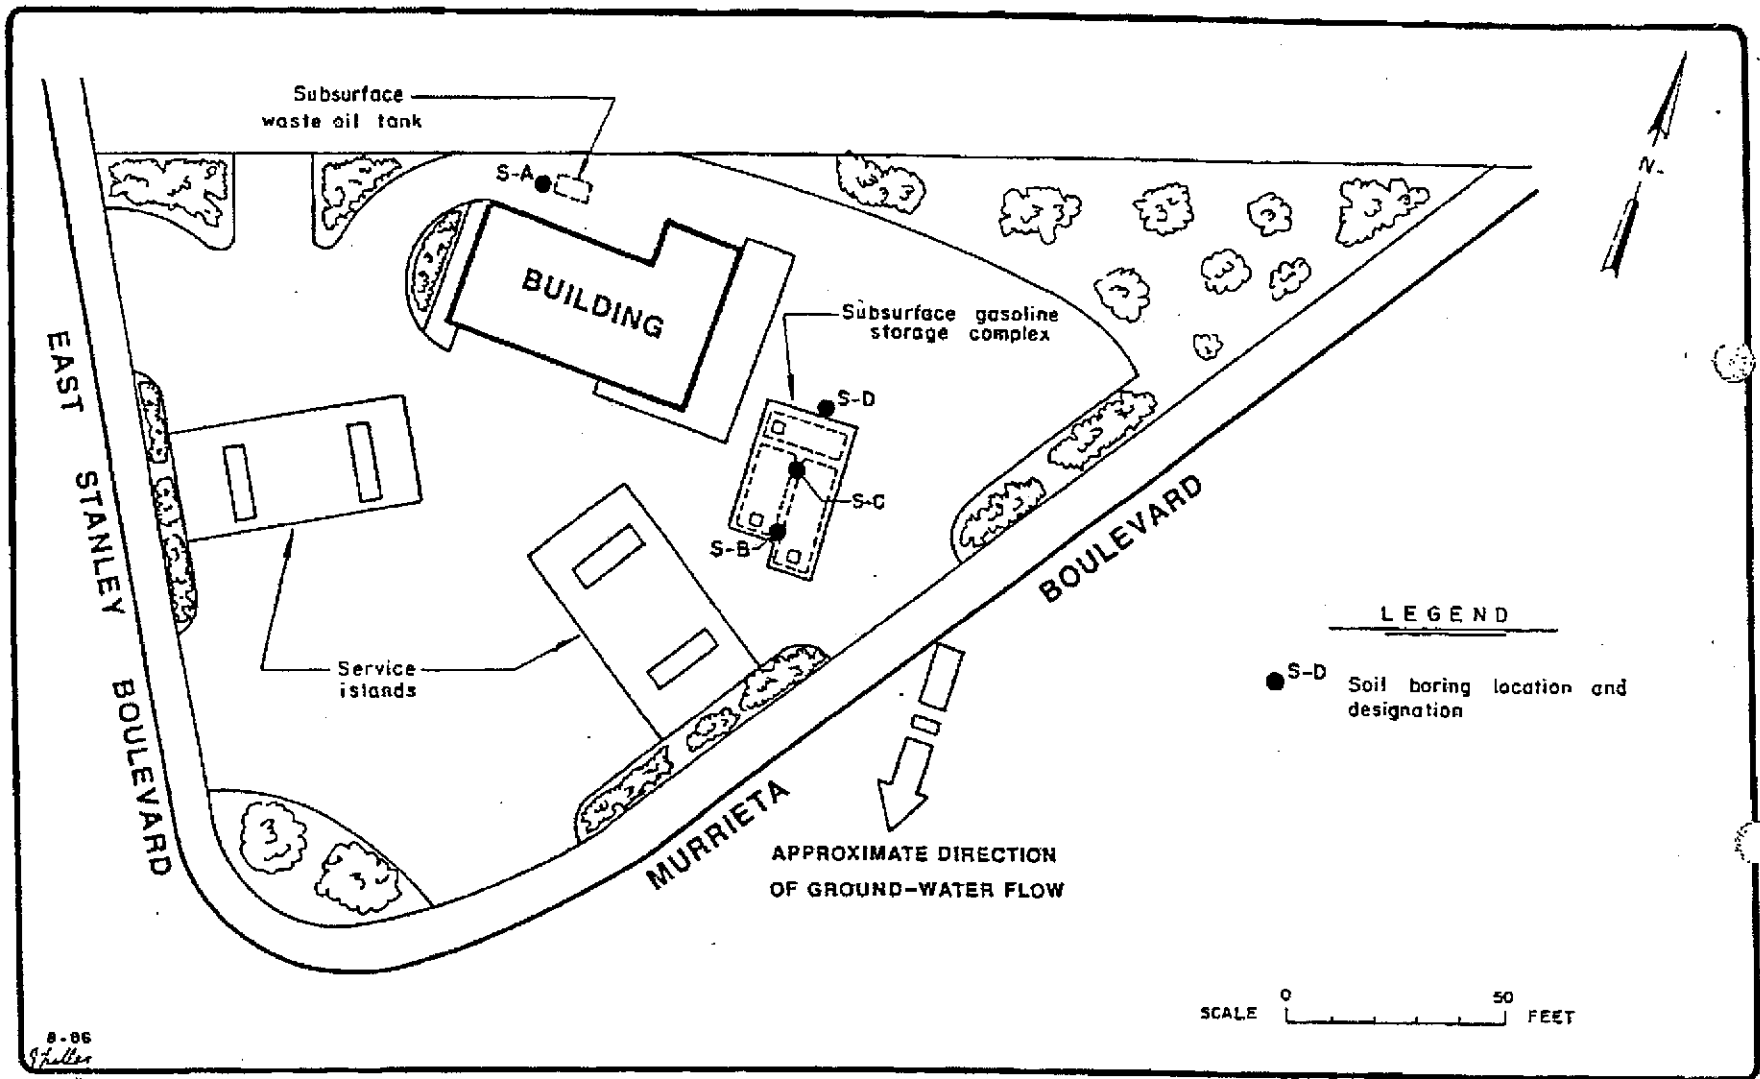 Subsurface
waste oil tank
S-A
N
BUILDING
Subsurface gasoline
storage complex
S-D
S-C
S-B
EAST STANLEY BOULEVARD
MURRIETA BOULEVARD
Service
islands
LEGEND
S-D Soil boring location and
designation
APPROXIMATE DIRECTION
OF GROUND-WATER FLOW
SCALE 0 50 FEET
8-86